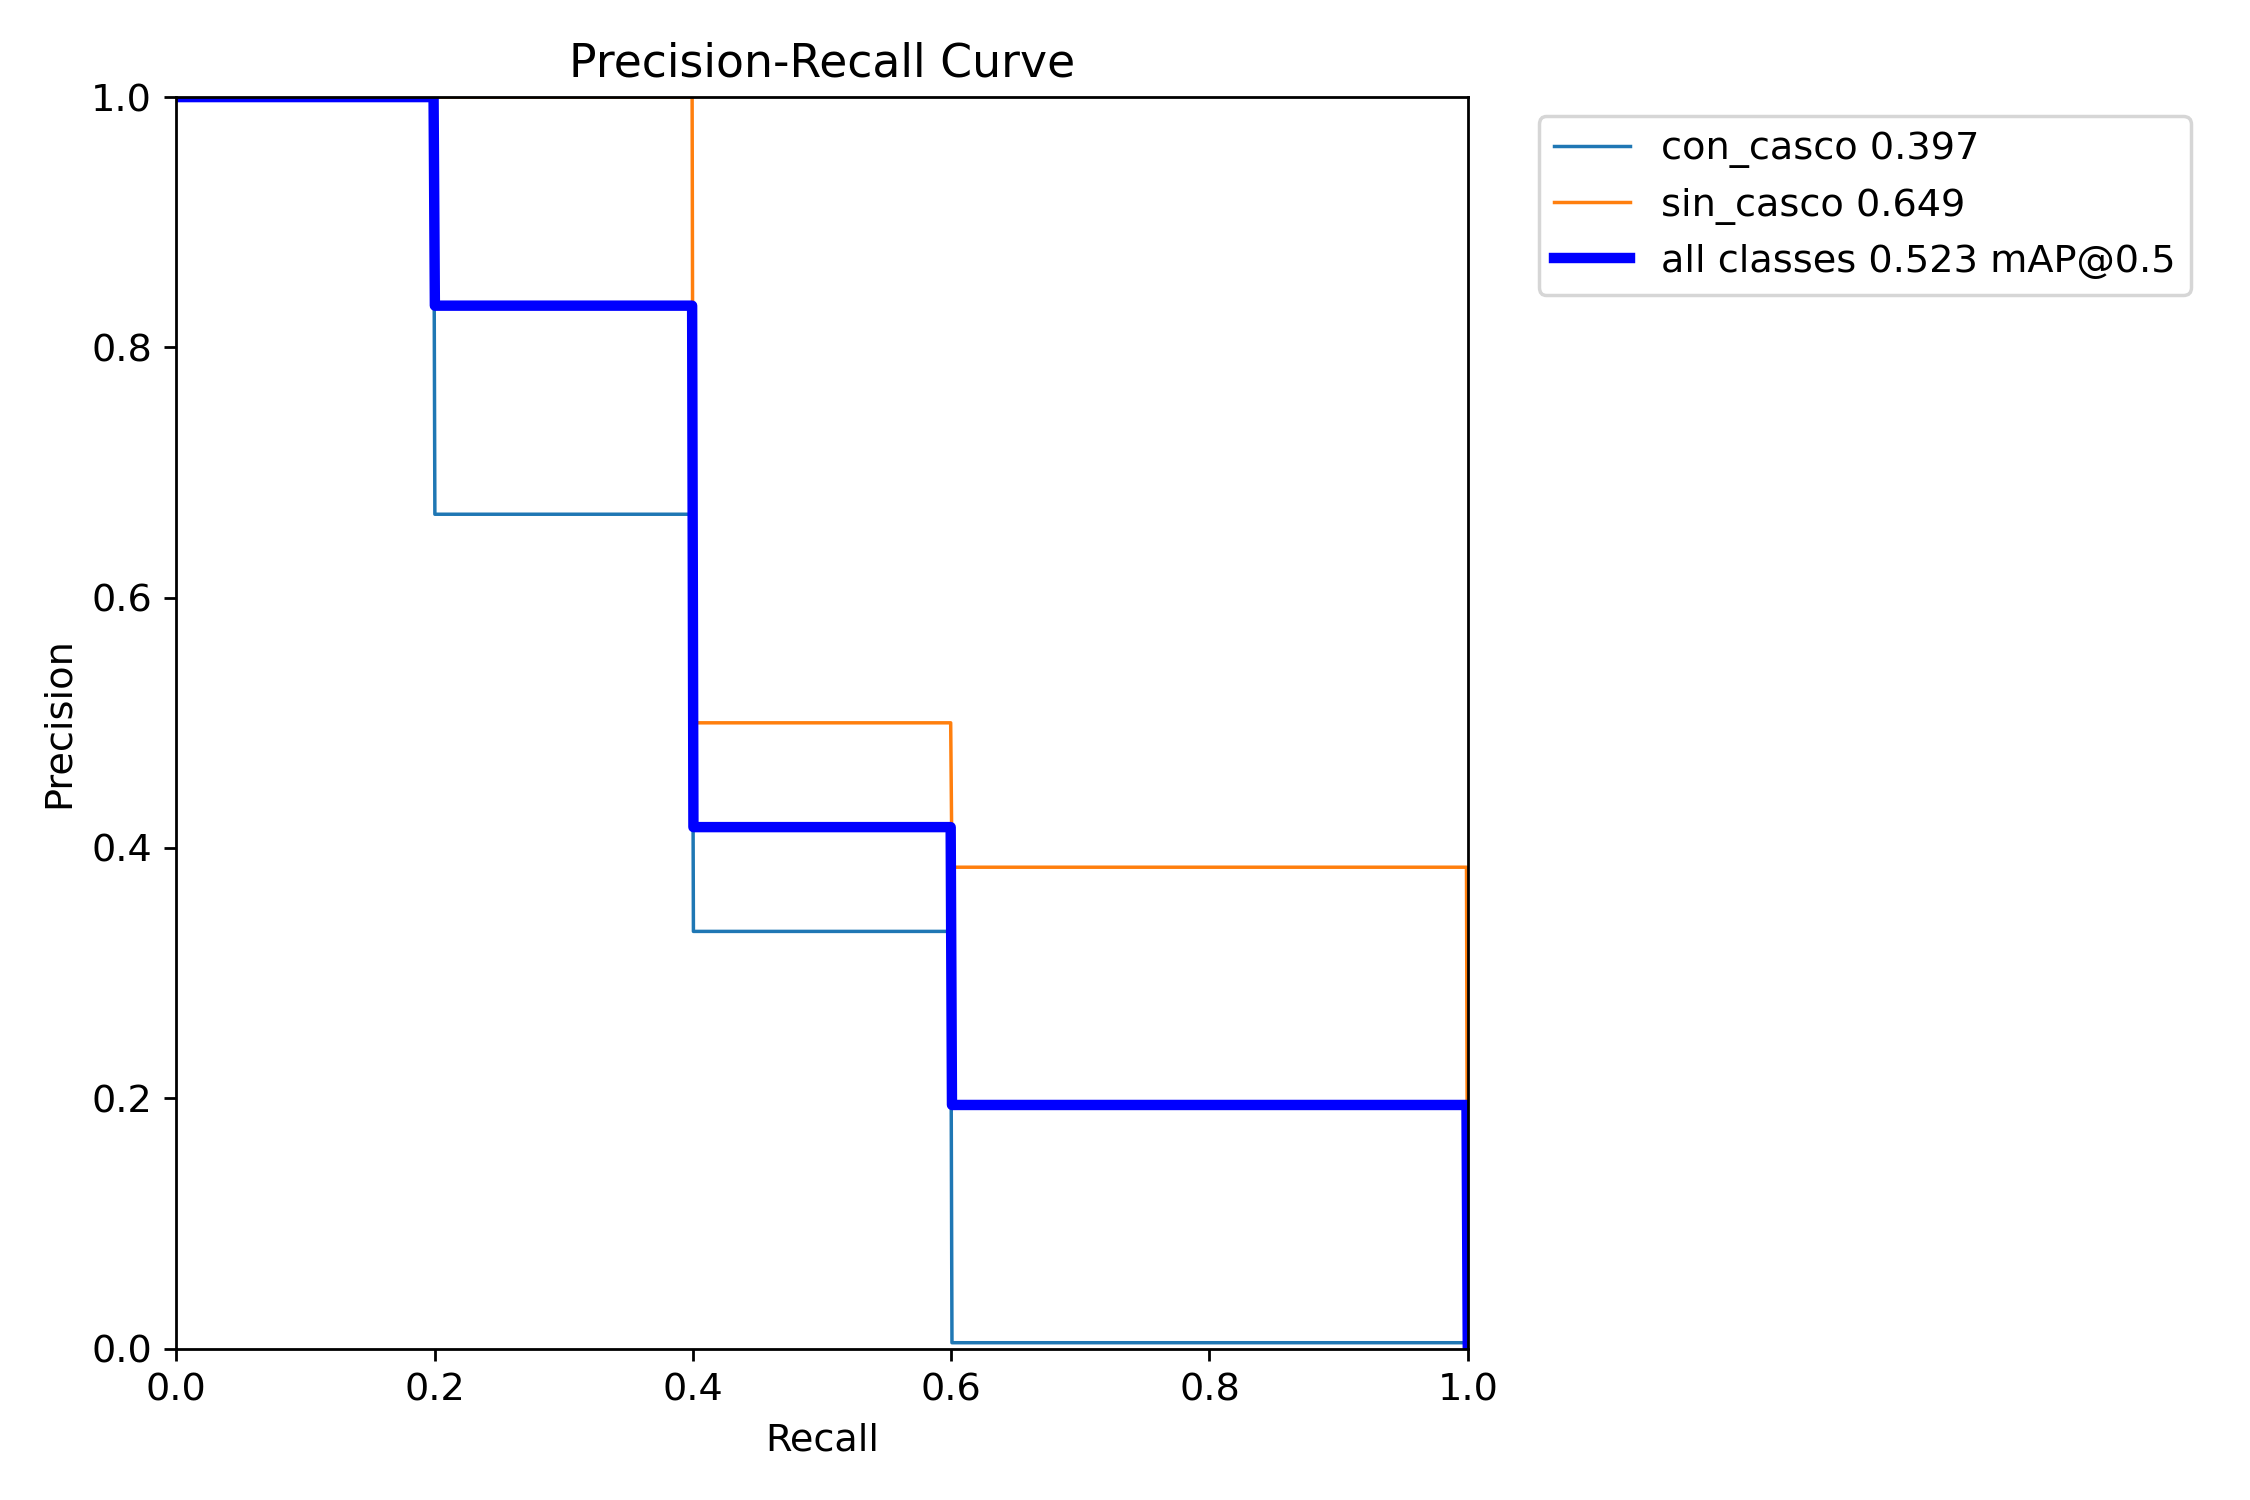 Precision-Recall Curve
con_casco 0.397
sin_casco 0.649
all classes 0.523 mAP@0.5
1.0
0.8
0.6
0.4
0.2
0.0
Precision
0.0 0.2 0.4 0.6 0.8 1.0
Recall